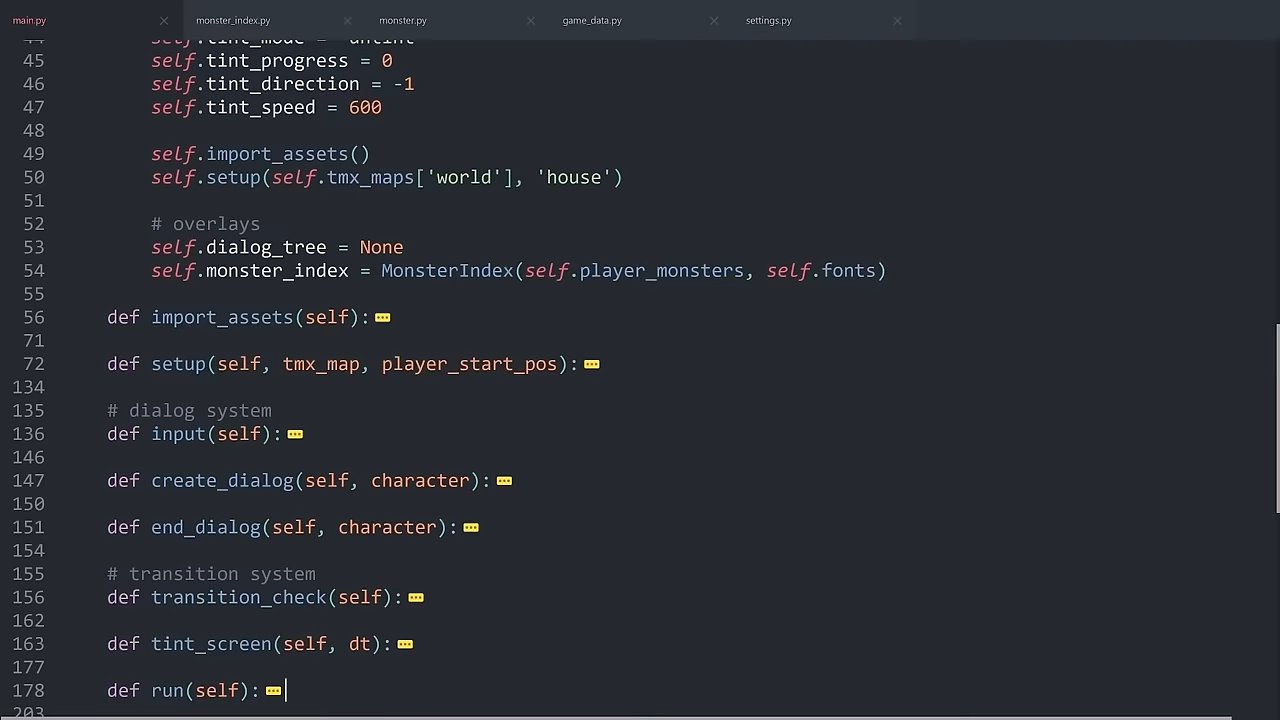 main.py monster_index.py monster.py game_data.py settings.py
44 self.tint_mode = 'untint'
45 self.tint_progress = 0
46 self.tint_direction = -1
47 self.tint_speed = 600
48
49 self.import_assets()
50 self.setup(self.tmx_maps['world'], 'house')
51
52 # overlays
53 self.dialog_tree = None
54 self.monster_index = MonsterIndex(self.player_monsters, self.fonts)
55
56 def import_assets(self):
71
72 def setup(self, tmx_map, player_start_pos):
134
135 # dialog system
136 def input(self):
146
147 def create_dialog(self, character):
150
151 def end_dialog(self, character):
154
155 # transition system
156 def transition_check(self):
162
163 def tint_screen(self, dt):
177
178 def run(self):
203